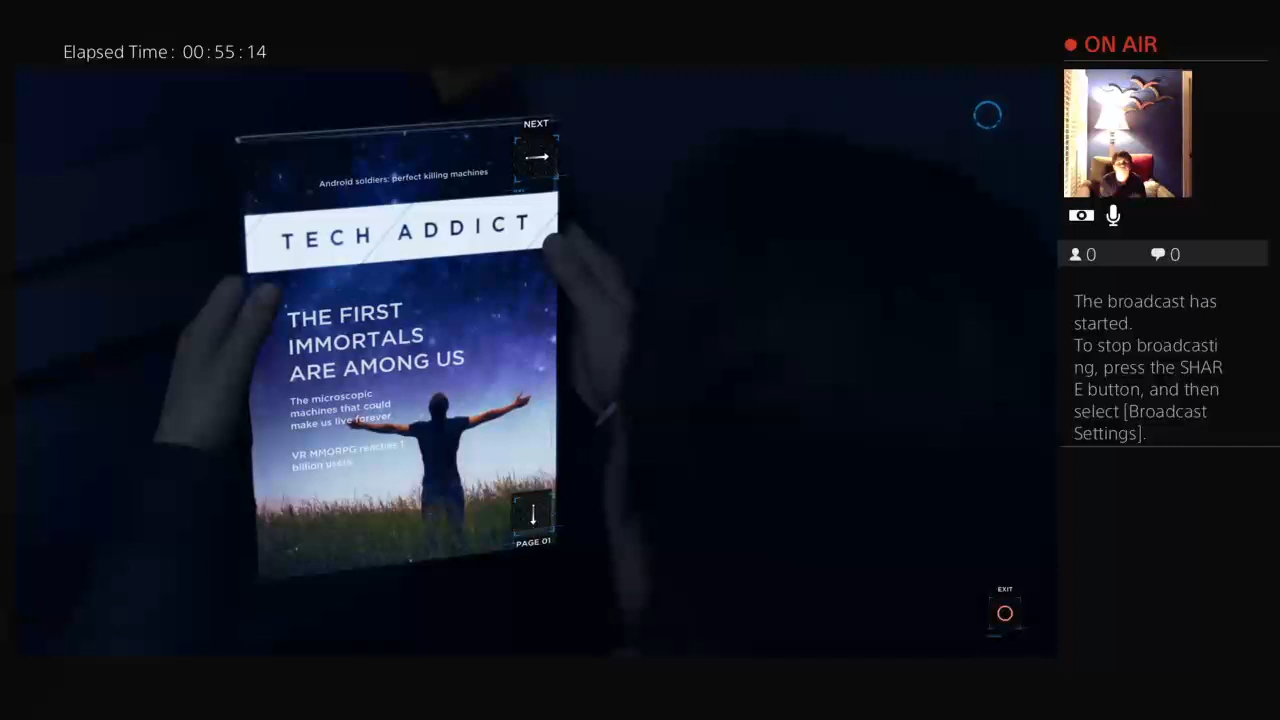 Elapsed Time: 00:55:14
ON AIR
NEXT
Android soldiers: perfect killing machines
TECH ADDICT
THE FIRST
IMMORTALS
ARE AMONG US
The microscopic
machines that could
make us live forever
VR MMORPG reaches 1
billion users
PAGE 01
EXIT
0
0
The broadcast has
started.
To stop broadcasti
ng, press the SHAR
E button, and then
select [Broadcast
Settings].